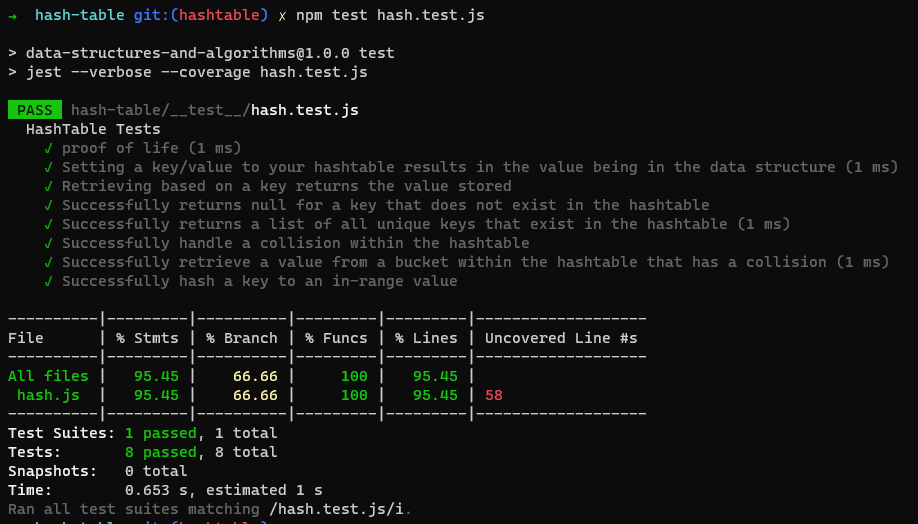 → hash-table git:(hashtable) ✗ npm test hash.test.js
> data-structures-and-algorithms@1.0.0 test
> jest --verbose --coverage hash.test.js
PASS hash-table/__test__/hash.test.js
HashTable Tests
√ proof of life (1 ms)
√ Setting a key/value to your hashtable results in the value being in the data structure (1 ms)
√ Retrieving based on a key returns the value stored
√ Successfully returns null for a key that does not exist in the hashtable
√ Successfully returns a list of all unique keys that exist in the hashtable (1 ms)
√ Successfully handle a collision within the hashtable
√ Successfully retrieve a value from a bucket within the hashtable that has a collision (1 ms)
√ Successfully hash a key to an in-range value
----------|---------|----------|---------|---------|-------------------
File      | % Stmts | % Branch | % Funcs | % Lines | Uncovered Line #s
----------|---------|----------|---------|---------|-------------------
All files |   95.45 |    66.66 |     100 |   95.45 |
 hash.js  |   95.45 |    66.66 |     100 |   95.45 | 58
----------|---------|----------|---------|---------|-------------------
Test Suites: 1 passed, 1 total
Tests:       8 passed, 8 total
Snapshots:   0 total
Time:        0.653 s, estimated 1 s
Ran all test suites matching /hash.test.js/i.